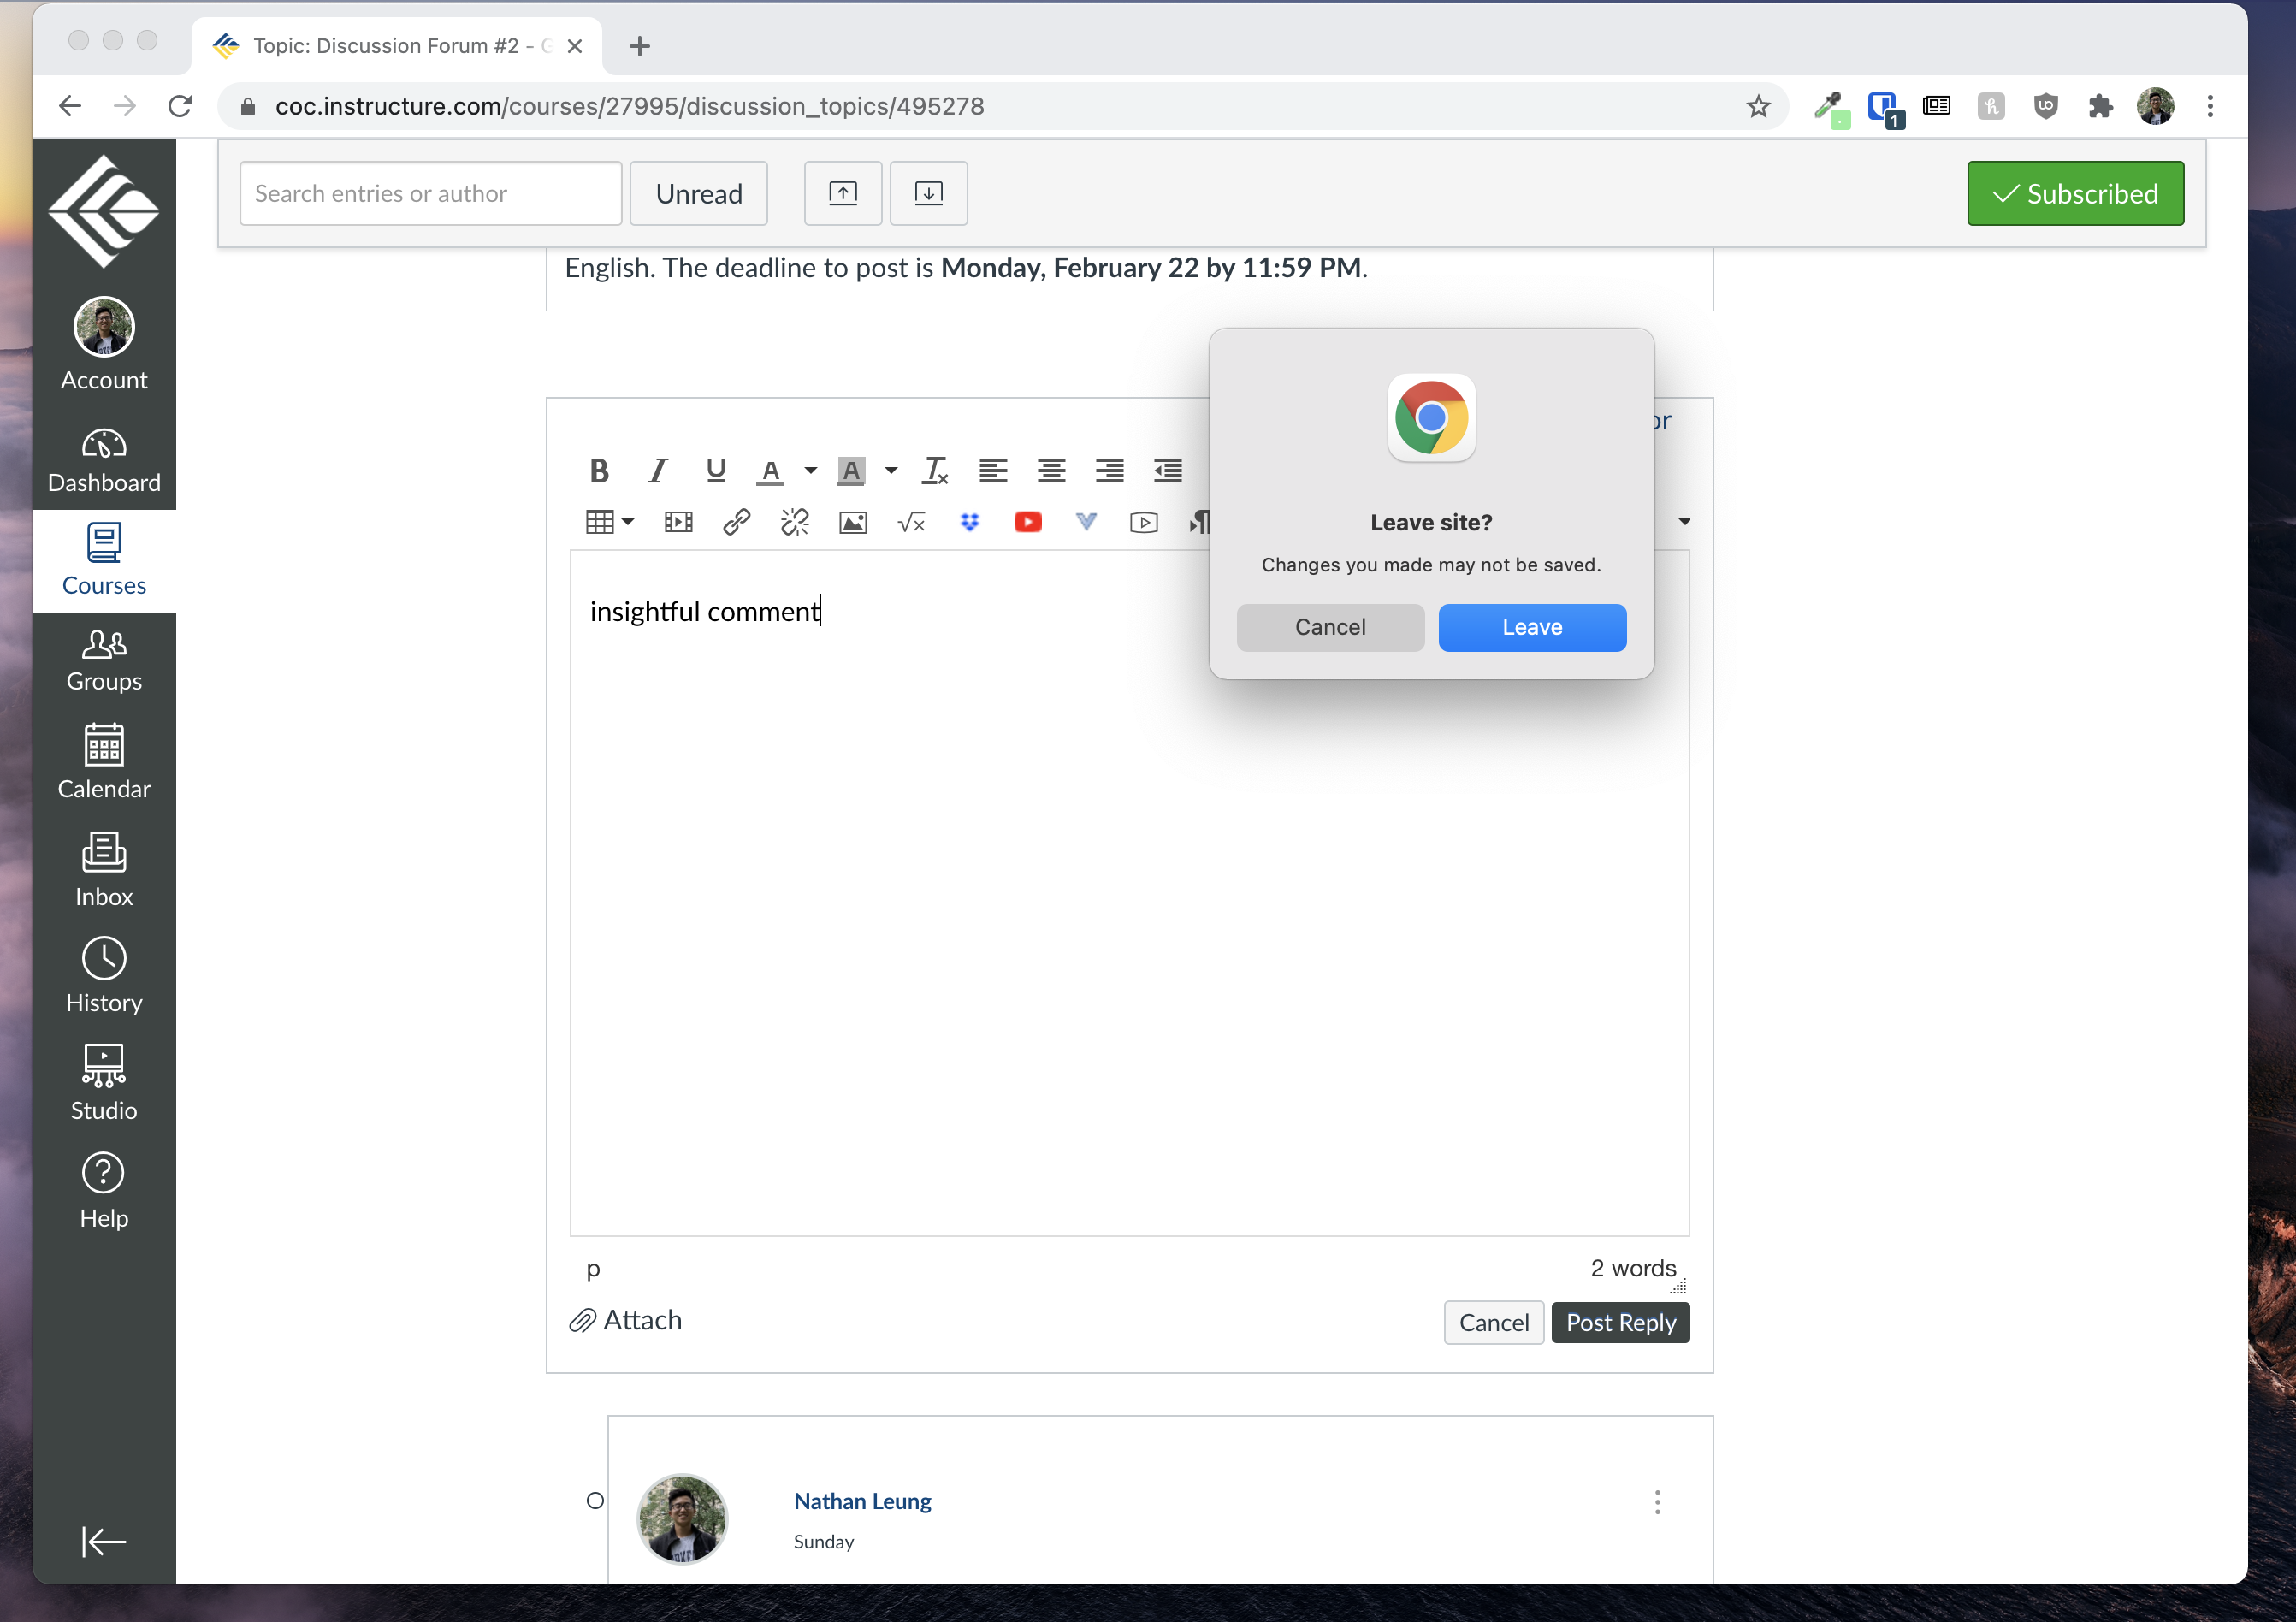 Topic: Discussion Forum #2 -
coc.instructure.com/courses/27995/discussion_topics/495278
1
Search entries or author
Unread
Subscribed
English. The deadline to post is Monday, February 22 by 11:59 PM.
Account
Dashboard
Courses
Groups
Calendar
Inbox
History
Studio
Help
or
Leave site?
Changes you made may not be saved.
Cancel
Leave
insightful comment
p
2 words
Attach
Cancel
Post Reply
Nathan Leung
Sunday